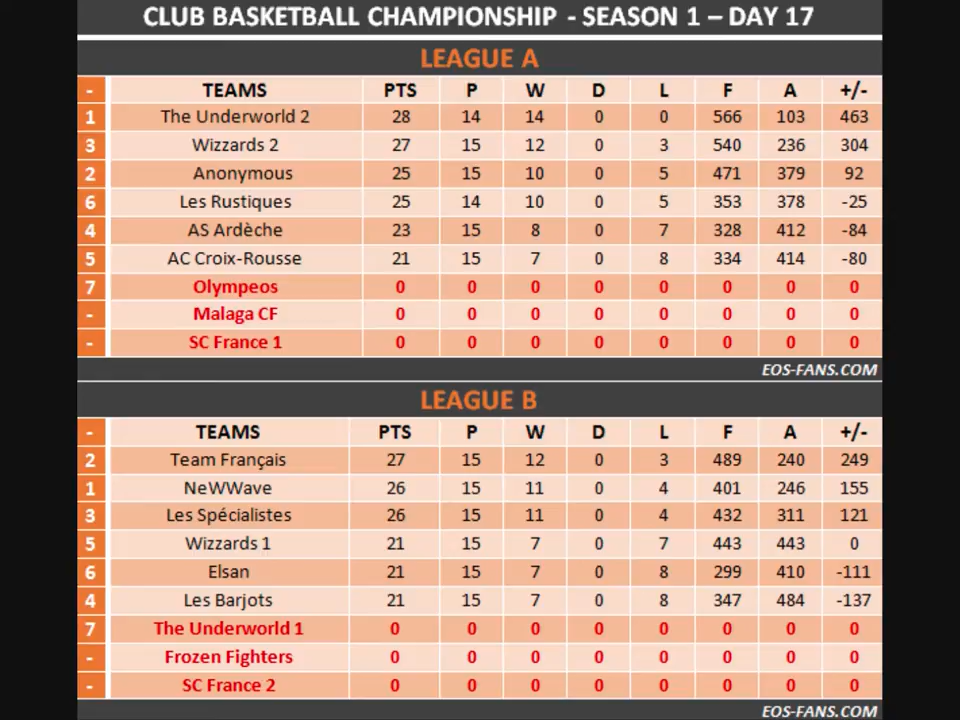 CLUB BASKETBALL CHAMPIONSHIP - SEASON 1 – DAY 17
LEAGUE A
- TEAMS PTS P W D L F A +/-
1 The Underworld 2 28 14 14 0 0 566 103 463
3 Wizzards 2 27 15 12 0 3 540 236 304
2 Anonymous 25 15 10 0 5 471 379 92
6 Les Rustiques 25 14 10 0 5 353 378 -25
4 AS Ardèche 23 15 8 0 7 328 412 -84
5 AC Croix-Rousse 21 15 7 0 8 334 414 -80
7 Olympeos 0 0 0 0 0 0 0 0
- Malaga CF 0 0 0 0 0 0 0 0
- SC France 1 0 0 0 0 0 0 0 0
EOS-FANS.COM
LEAGUE B
- TEAMS PTS P W D L F A +/-
2 Team Français 27 15 12 0 3 489 240 249
1 NeWWave 26 15 11 0 4 401 246 155
3 Les Spécialistes 26 15 11 0 4 432 311 121
5 Wizzards 1 21 15 7 0 7 443 443 0
6 Elsan 21 15 7 0 8 299 410 -111
4 Les Barjots 21 15 7 0 8 347 484 -137
7 The Underworld 1 0 0 0 0 0 0 0 0
- Frozen Fighters 0 0 0 0 0 0 0 0
- SC France 2 0 0 0 0 0 0 0 0
EOS-FANS.COM